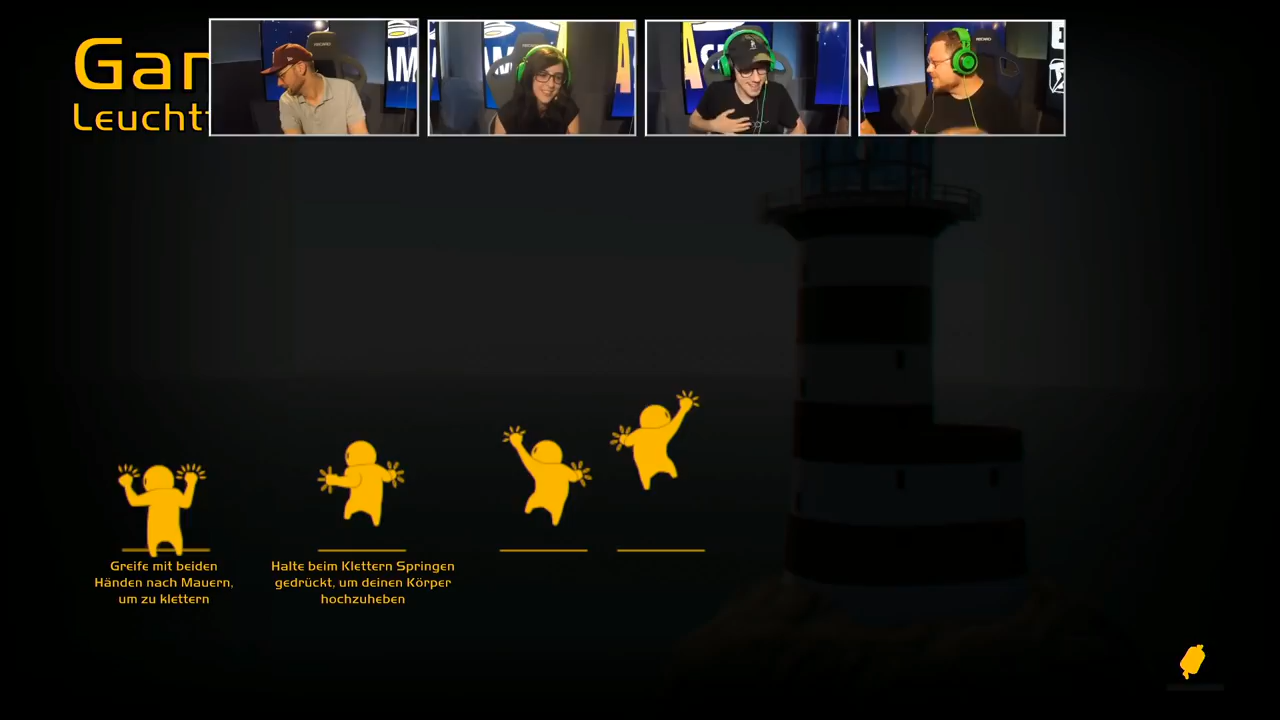 Gan
Leucht
Greife mit beiden
Händen nach Mauern,
um zu klettern
Halte beim Klettern Springen
gedrückt, um deinen Körper
hochzuheben